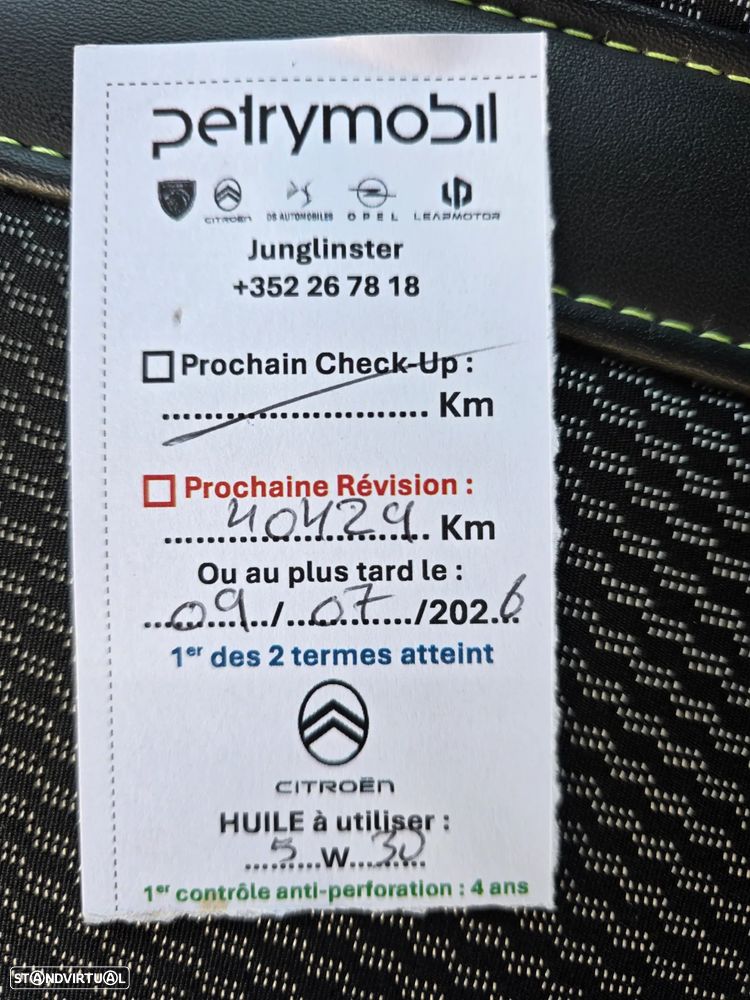 petrymobil
CITROËN DS AUTOMOBILES OPEL LEAPMOTOR
Junglinster
+352 26 78 18
Prochain Check-Up :
........................... Km
Prochaine Révision :
40429 Km
Ou au plus tard le :
09/07/2026
1er des 2 termes atteint
CITROËN
HUILE à utiliser :
5 W 30
1er contrôle anti-perforation : 4 ans
STANDVIRTUAL